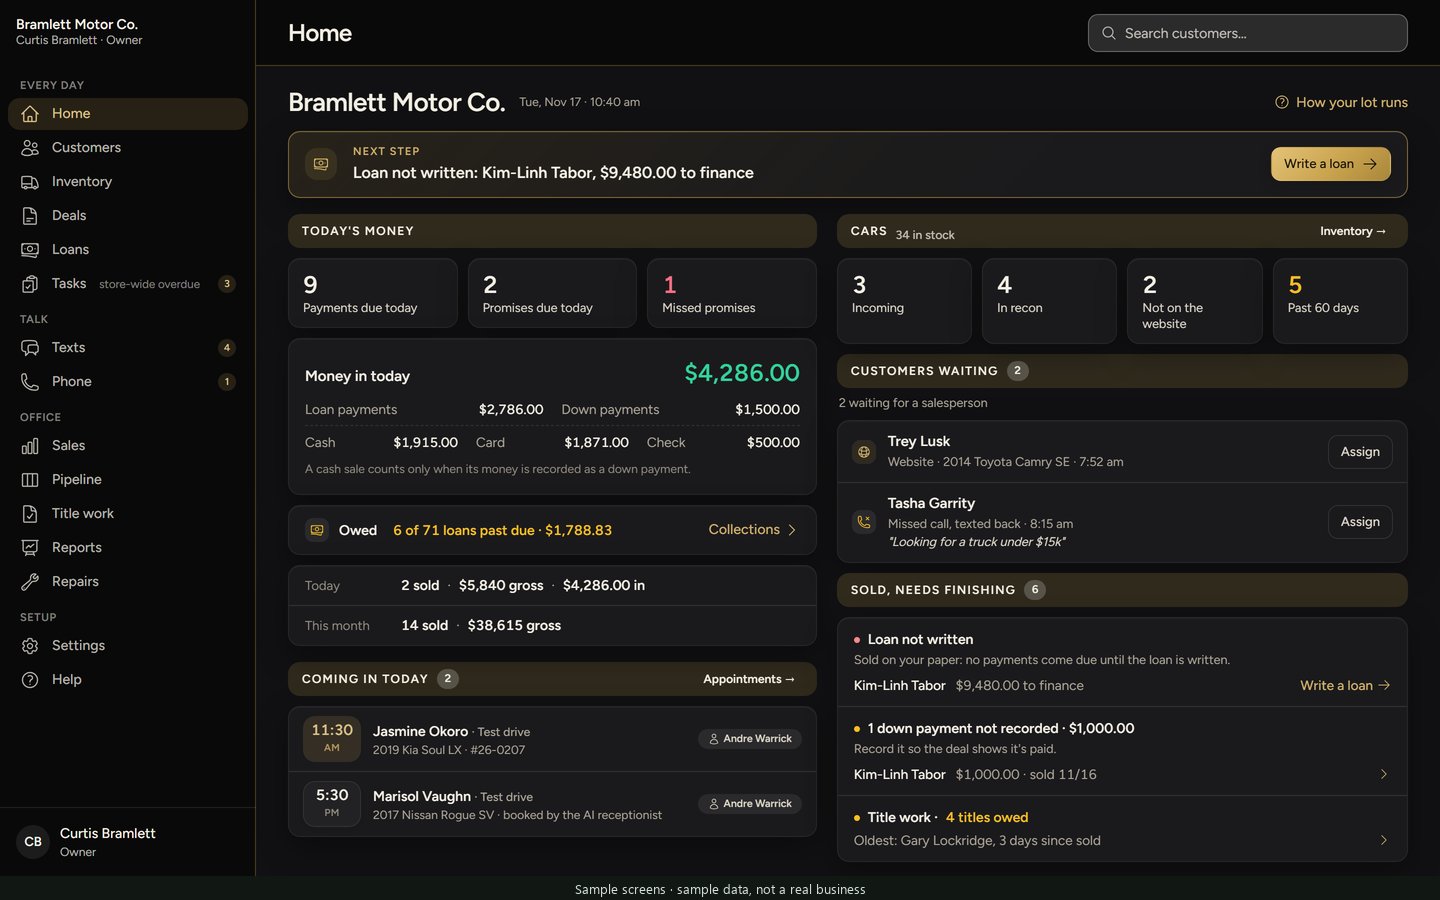 Bramlett Motor Co.
Curtis Bramlett · Owner
EVERY DAY
Home
Customers
Inventory
Deals
Loans
Tasks store-wide overdue 3
TALK
Texts 4
Phone 1
OFFICE
Sales
Pipeline
Title work
Reports
Repairs
SETUP
Settings
Help
CB
Curtis Bramlett
Owner
Home
Search customers...
Bramlett Motor Co. Tue, Nov 17 · 10:40 am
How your lot runs
NEXT STEP
Loan not written: Kim-Linh Tabor, $9,480.00 to finance
Write a loan →
TODAY'S MONEY
9
Payments due today
2
Promises due today
1
Missed promises
Money in today $4,286.00
Loan payments $2,786.00 Down payments $1,500.00
Cash $1,915.00 Card $1,871.00 Check $500.00
A cash sale counts only when its money is recorded as a down payment.
Owed 6 of 71 loans past due · $1,788.83 Collections
Today 2 sold · $5,840 gross · $4,286.00 in
This month 14 sold · $38,615 gross
COMING IN TODAY 2 Appointments →
11:30 AM
Jasmine Okoro · Test drive
2019 Kia Soul LX · #26-0207
Andre Warrick
5:30 PM
Marisol Vaughn · Test drive
2017 Nissan Rogue SV · booked by the AI receptionist
Andre Warrick
CARS 34 in stock Inventory →
3
Incoming
4
In recon
2
Not on the
website
5
Past 60 days
CUSTOMERS WAITING 2
2 waiting for a salesperson
Trey Lusk
Website · 2014 Toyota Camry SE · 7:52 am
Assign
Tasha Garrity
Missed call, texted back · 8:15 am
"Looking for a truck under $15k"
Assign
SOLD, NEEDS FINISHING 6
Loan not written
Sold on your paper: no payments come due until the loan is written.
Kim-Linh Tabor $9,480.00 to finance Write a loan →
1 down payment not recorded · $1,000.00
Record it so the deal shows it's paid.
Kim-Linh Tabor $1,000.00 · sold 11/16
Title work · 4 titles owed
Oldest: Gary Lockridge, 3 days since sold
Sample screens · sample data, not a real business